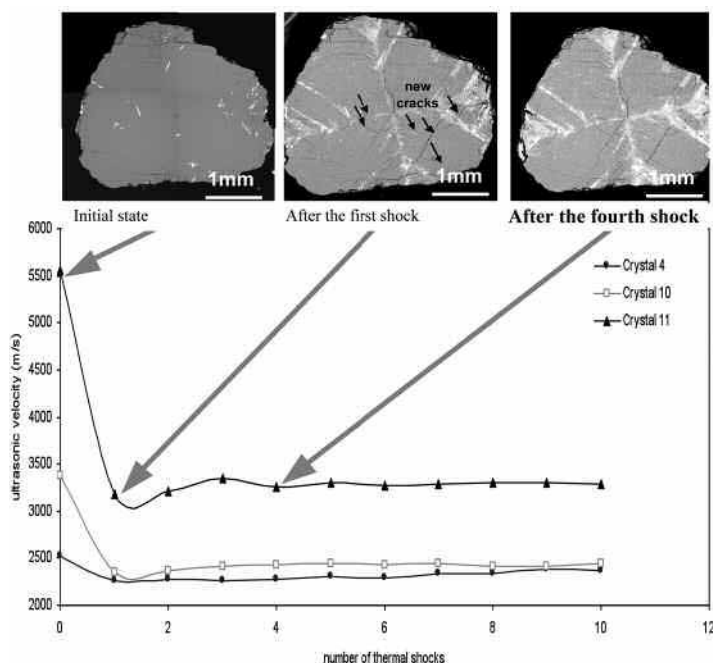 new
cracks
1mm
1mm
1mm
Initial state
After the first shock
After the fourth shock
6000
5500
5000
4500
4000
3500
3000
2500
2000
ultrasonic velocity (m/s)
Crystal 4
Crystal 10
Crystal 11
0 2 4 6 8 10 12
number of thermal shocks